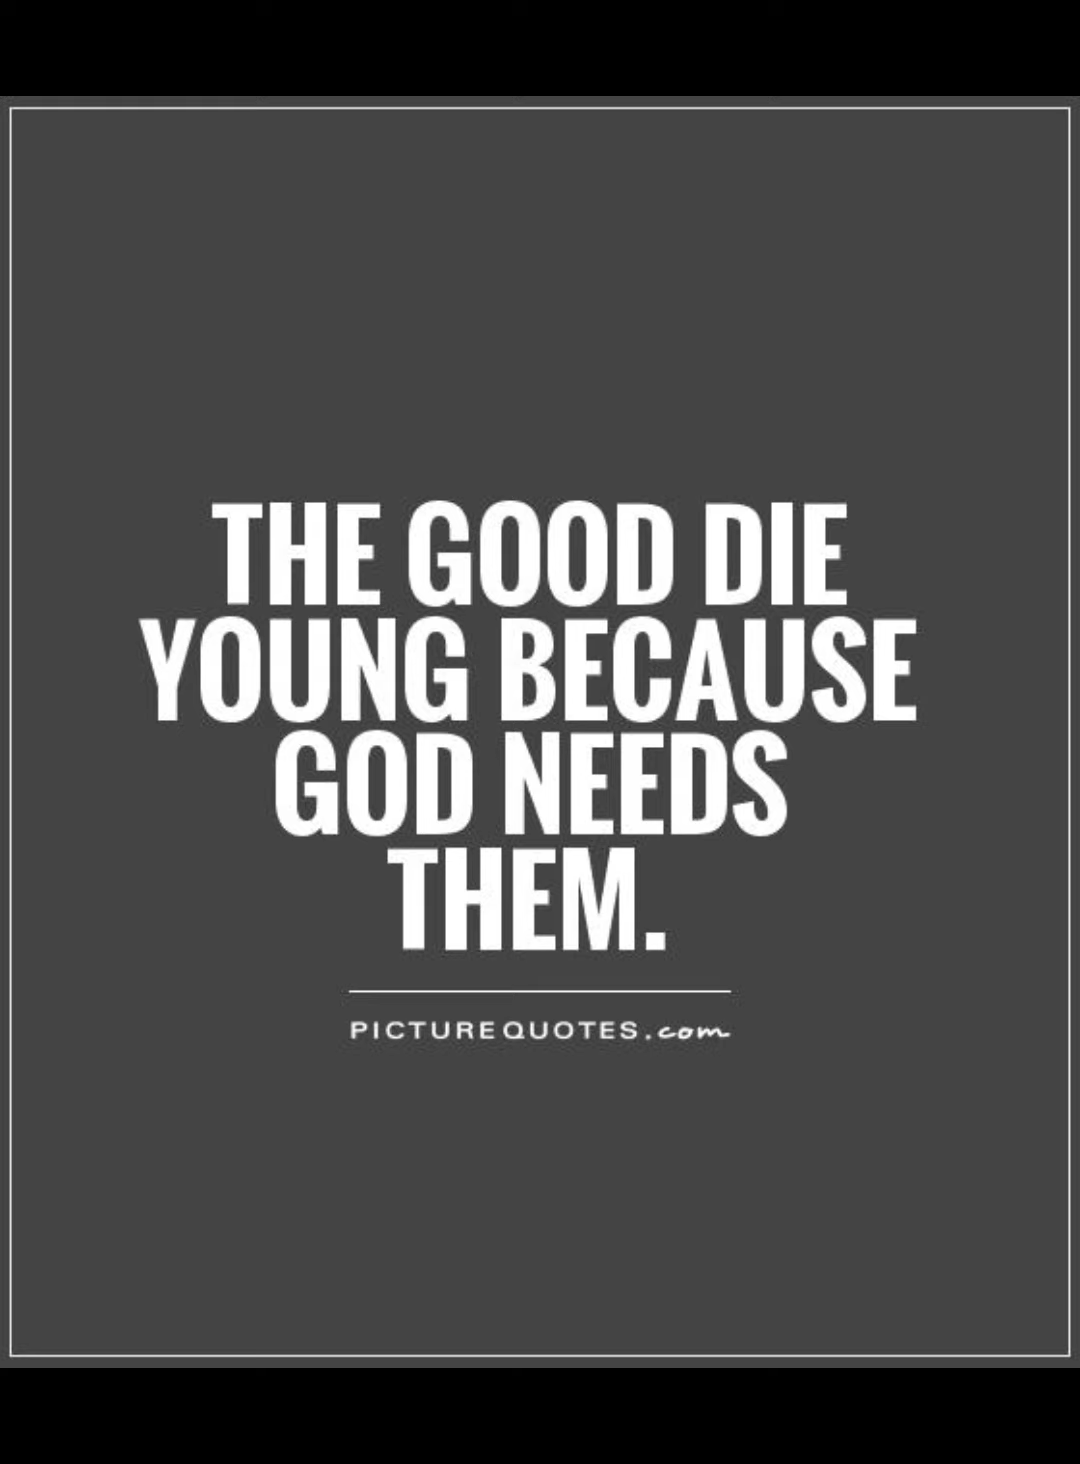 THE GOOD DIE
YOUNG BECAUSE
GOD NEEDS
THEM.
PICTUREQUOTES.com